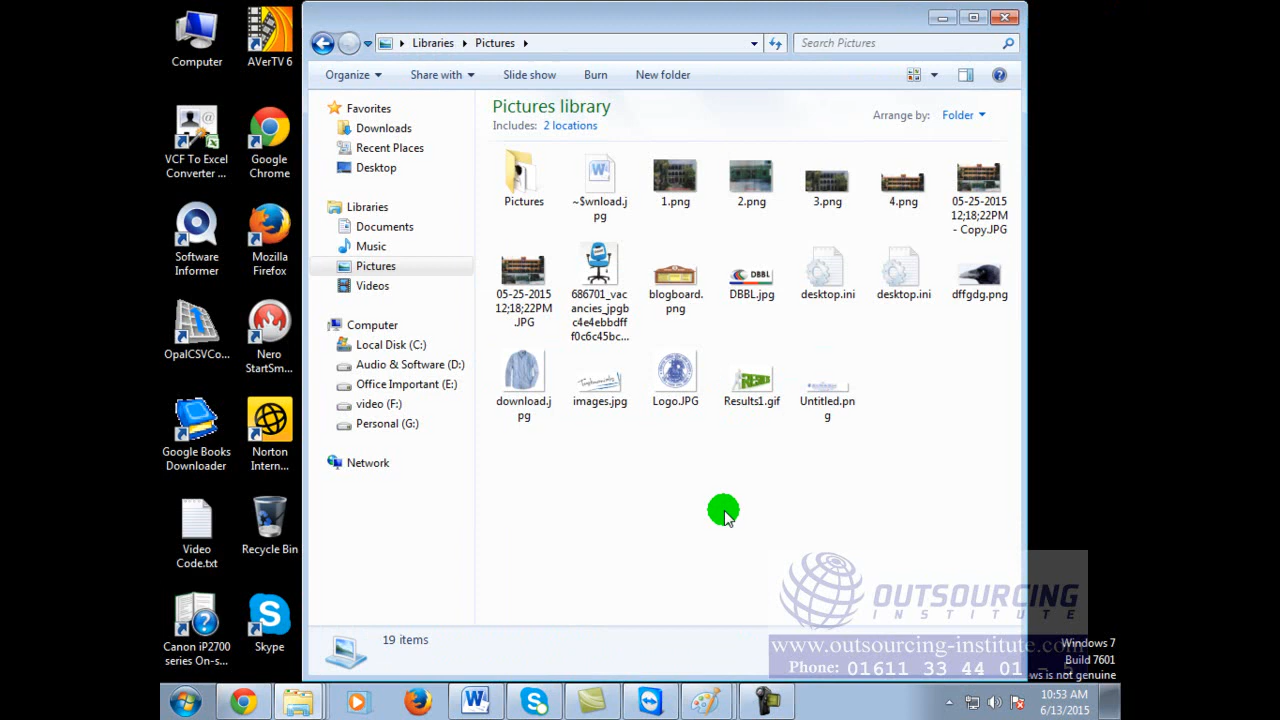 Computer
AVerTV 6
VCF To Excel
Converter ...
Google
Chrome
Software
Informer
Mozilla
Firefox
OpalCSVCo...
Nero
StartSm...
Google Books
Downloader
Norton
Intern...
Video
Code.txt
Recycle Bin
Canon iP2700
series On-s...
Skype
Libraries
Pictures
Search Pictures
Organize
Share with
Slide show
Burn
New folder
Favorites
Downloads
Recent Places
Desktop
Libraries
Documents
Music
Pictures
Videos
Computer
Local Disk (C:)
Audio & Software (D:)
Office Important (E:)
video (F:)
Personal (G:)
Network
Pictures library
Includes: 2 locations
Arrange by: Folder
Pictures
~$wnload.j
pg
1.png
2.png
3.png
4.png
05-25-2015
12;18;22PM
- Copy.JPG
05-25-2015
12;18;22PM
.JPG
686701_vac
ancies_jpgb
c4e4ebbdff
f0c6c45bc...
blogboard.
png
DBBL
DBBL.jpg
desktop.ini
desktop.ini
dffgdg.png
download.j
pg
images.jpg
Logo.JPG
Results1.gif
Untitled.pn
g
19 items
OUTSOURCING
INSTITUTE
www.outsourcing-institute.com
Phone: 01611 33 44 01 - 5
Windows 7
Build 7601
ws is not genuine
10:53 AM
6/13/2015